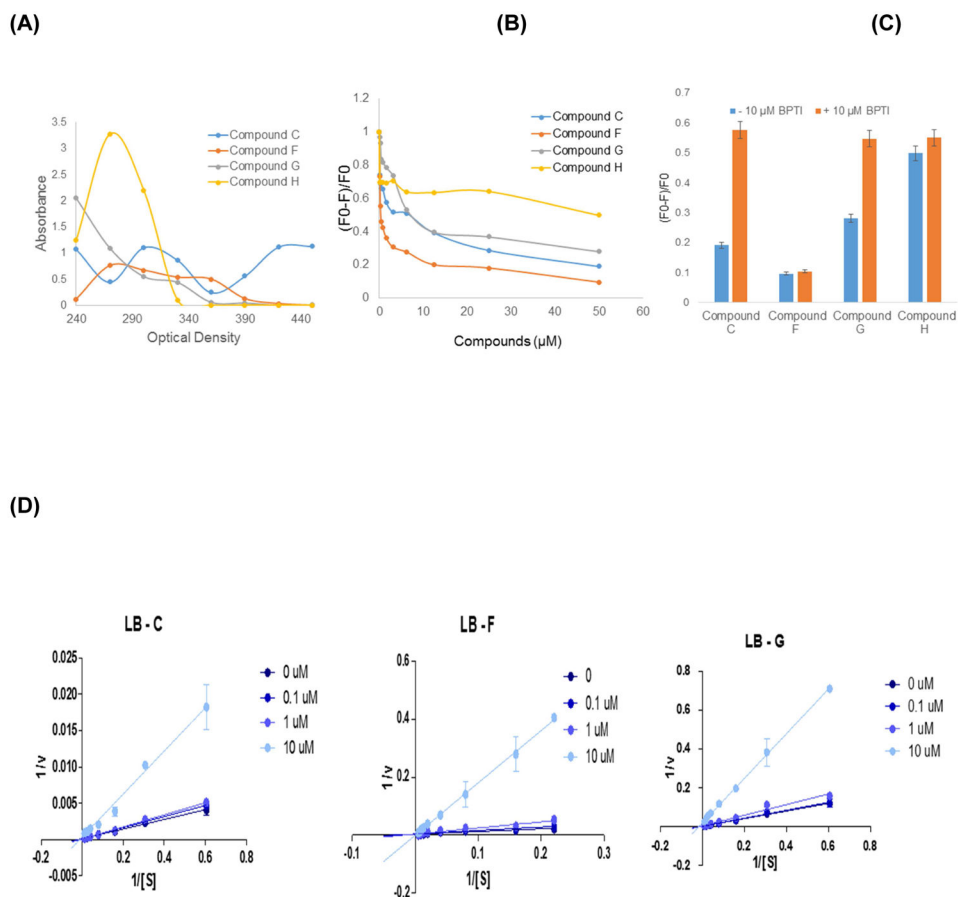 (A)
(B)
(C)
3.5
3
2.5
2
1.5
1
0.5
0
Absorbance
240 290 340 390 440
Optical Density
Compound C
Compound F
Compound G
Compound H
1.2
1
0.8
0.6
0.4
0.2
0
(F0-F)/F0
0 10 20 30 40 50 60
Compounds (µM)
Compound C
Compound F
Compound G
Compound H
0.7
0.6
0.5
0.4
0.3
0.2
0.1
0
(F0-F)/F0
- 10 µM BPTI + 10 µM BPTI
Compound Compound Compound Compound
C F G H
(D)
LB - C
0.025
0.020
0.015
0.010
0.005
-0.005
1/v
-0.2 0.0 0.2 0.4 0.6 0.8
1/[S]
0 uM
0.1 uM
1 uM
10 uM
LB - F
0.6
0.4
0.2
-0.2
1/v
-0.1 0.1 0.2 0.3
1/[S]
0
0.1 uM
1 uM
10 uM
LB - G
0.8
0.6
0.4
0.2
-0.2
1/v
-0.2 0.2 0.4 0.6 0.8
1/[S]
0 uM
0.1 uM
1 uM
10 uM